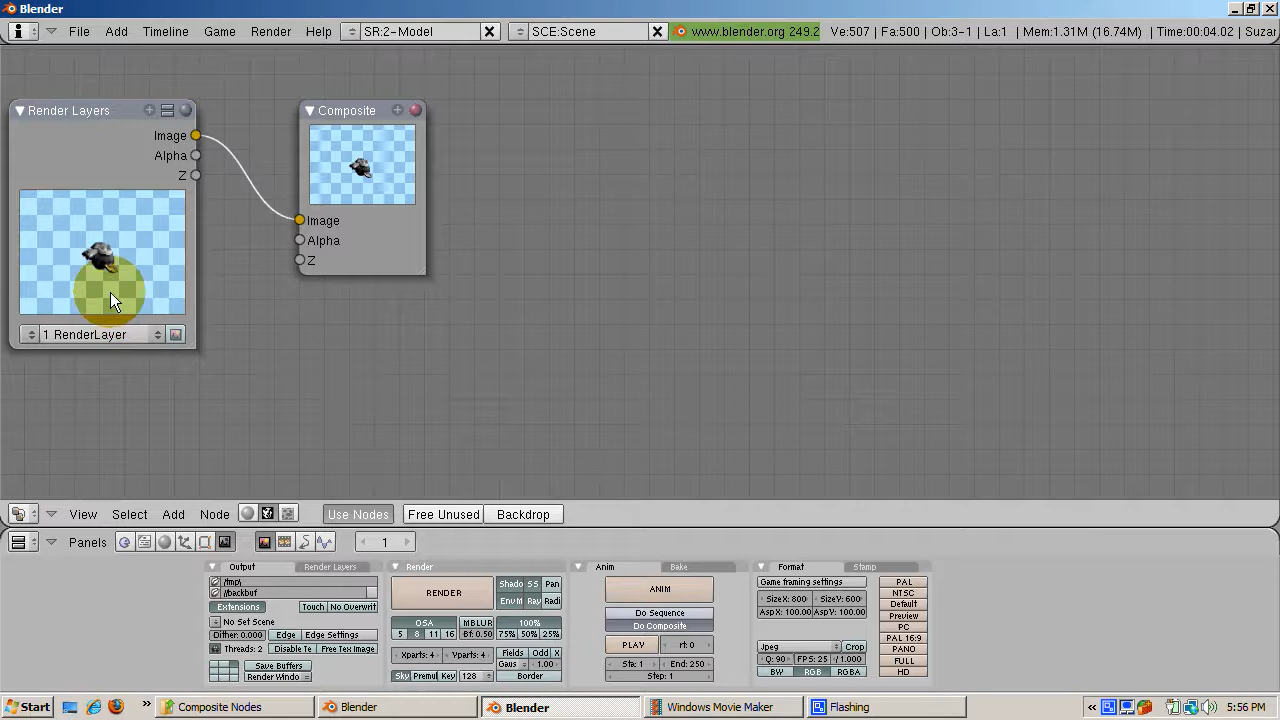 Blender
File Add Timeline Game Render Help SR:2-Model SCE:Scene www.blender.org 249.2 Ve:507 | Fa:500 | Ob:3-1 | La:1 | Mem:1.31M (16.74M) | Time:00:04.02 | Suza
Render Layers
Image
Alpha
Z
1 RenderLayer
Composite
Image
Alpha
Z
View Select Add Node Use Nodes Free Unused Backdrop
Panels 1
Output Render Layers
/tmp\
//backbuf
Extensions Touch No Overwrit
No Set Scene
Dither: 0.000 Edge Edge Settings
Threads: 2 Disable Te Free Tex Image
Save Buffers
Render Windo
Render
RENDER Shado SS Pan
EnvM Ray Radi
OSA MBLUR 100%
5 8 11 16 Bf: 0.50 75% 50% 25%
Xparts: 4 Yparts: 4 Fields Odd X
Gaus 1.00
Sky Premul Key 128 Border
Anim Bake
ANIM
Do Sequence
Do Composite
PLAY rt: 0
Sta: 1 End: 250
Step: 1
Format Stamp
Game framing settings
SizeX: 800 SizeY: 600
AspX: 100.00 AspY: 100.00
Jpeg Crop
Q: 90 FPS: 25 /1.000
BW RGB RGBA
PAL
NTSC
Default
Preview
PC
PAL 16:9
PANO
FULL
HD
Start Composite Nodes Blender Blender Windows Movie Maker Flashing 5:56 PM